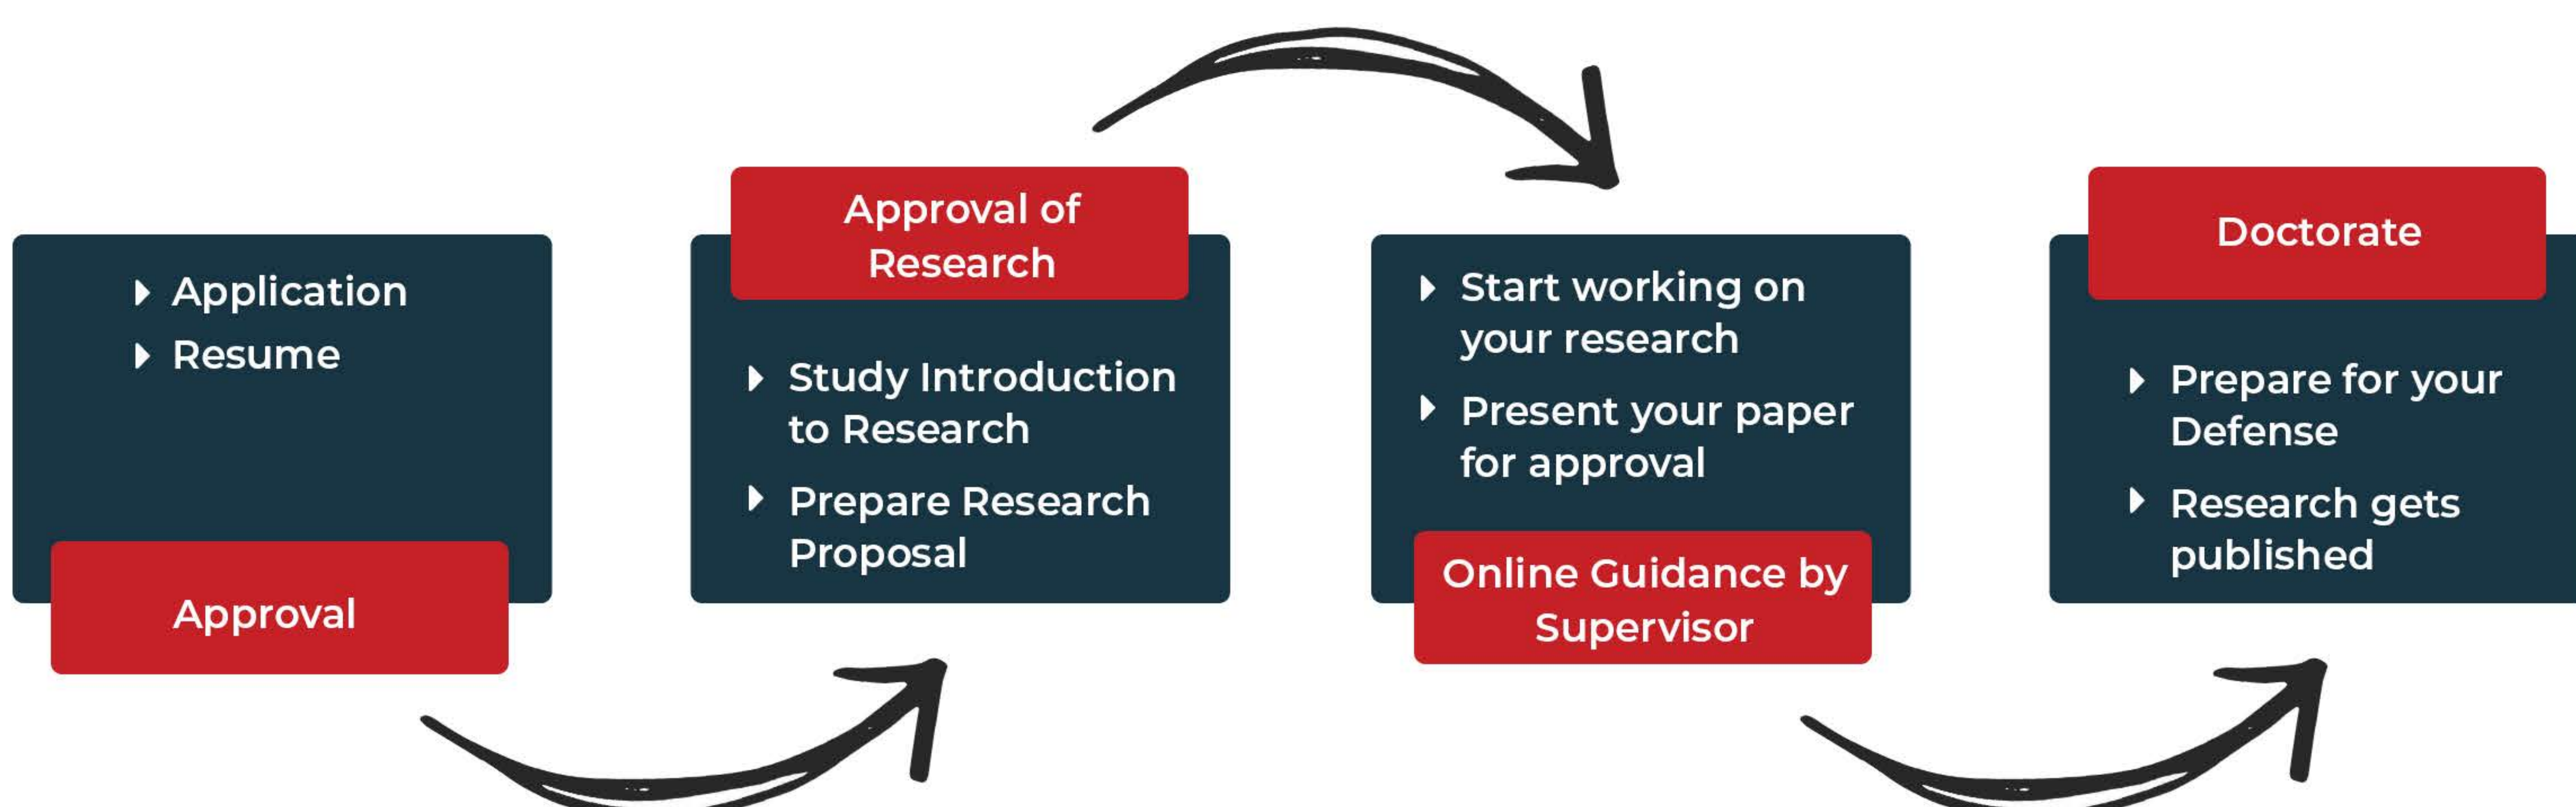 Application
Resume
Approval
Approval of
Research
Study Introduction
to Research
Prepare Research
Proposal
Start working on
your research
Present your paper
for approval
Online Guidance by
Supervisor
Doctorate
Prepare for your
Defense
Research gets
published